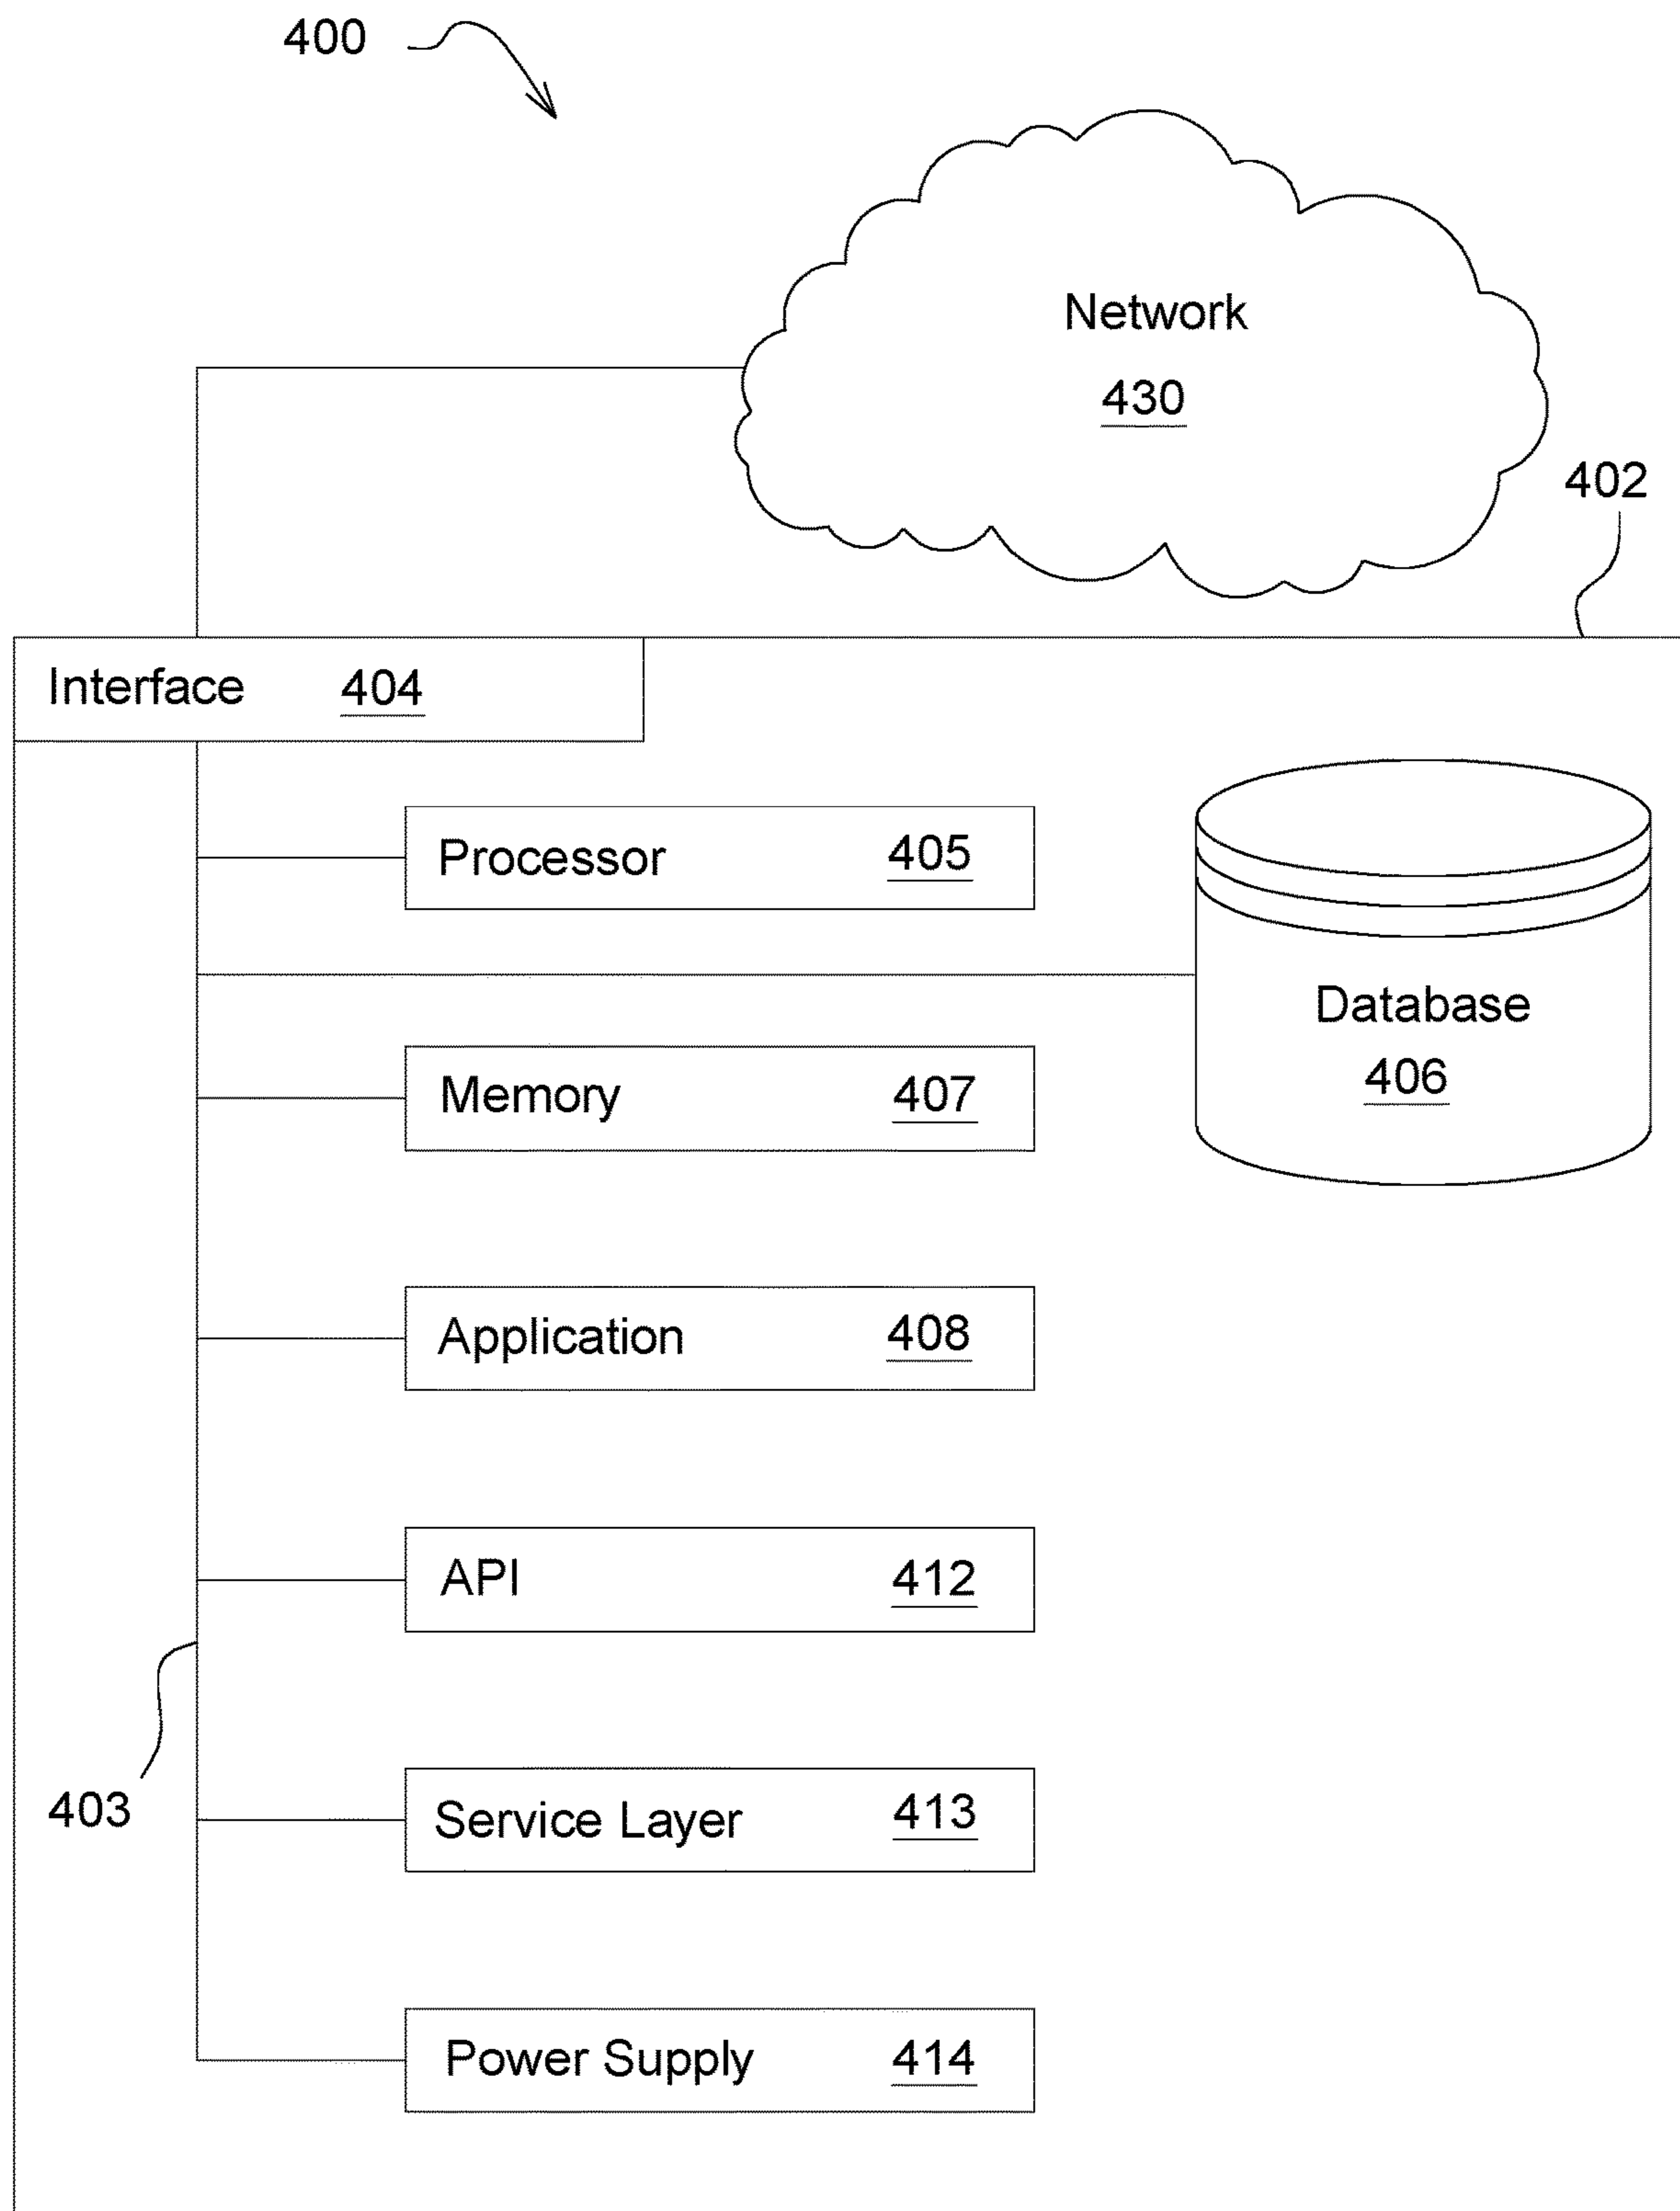 400
Network
430
402
Interface 404
Processor 405
Database
406
Memory 407
Application 408
API 412
403
Service Layer 413
Power Supply 414